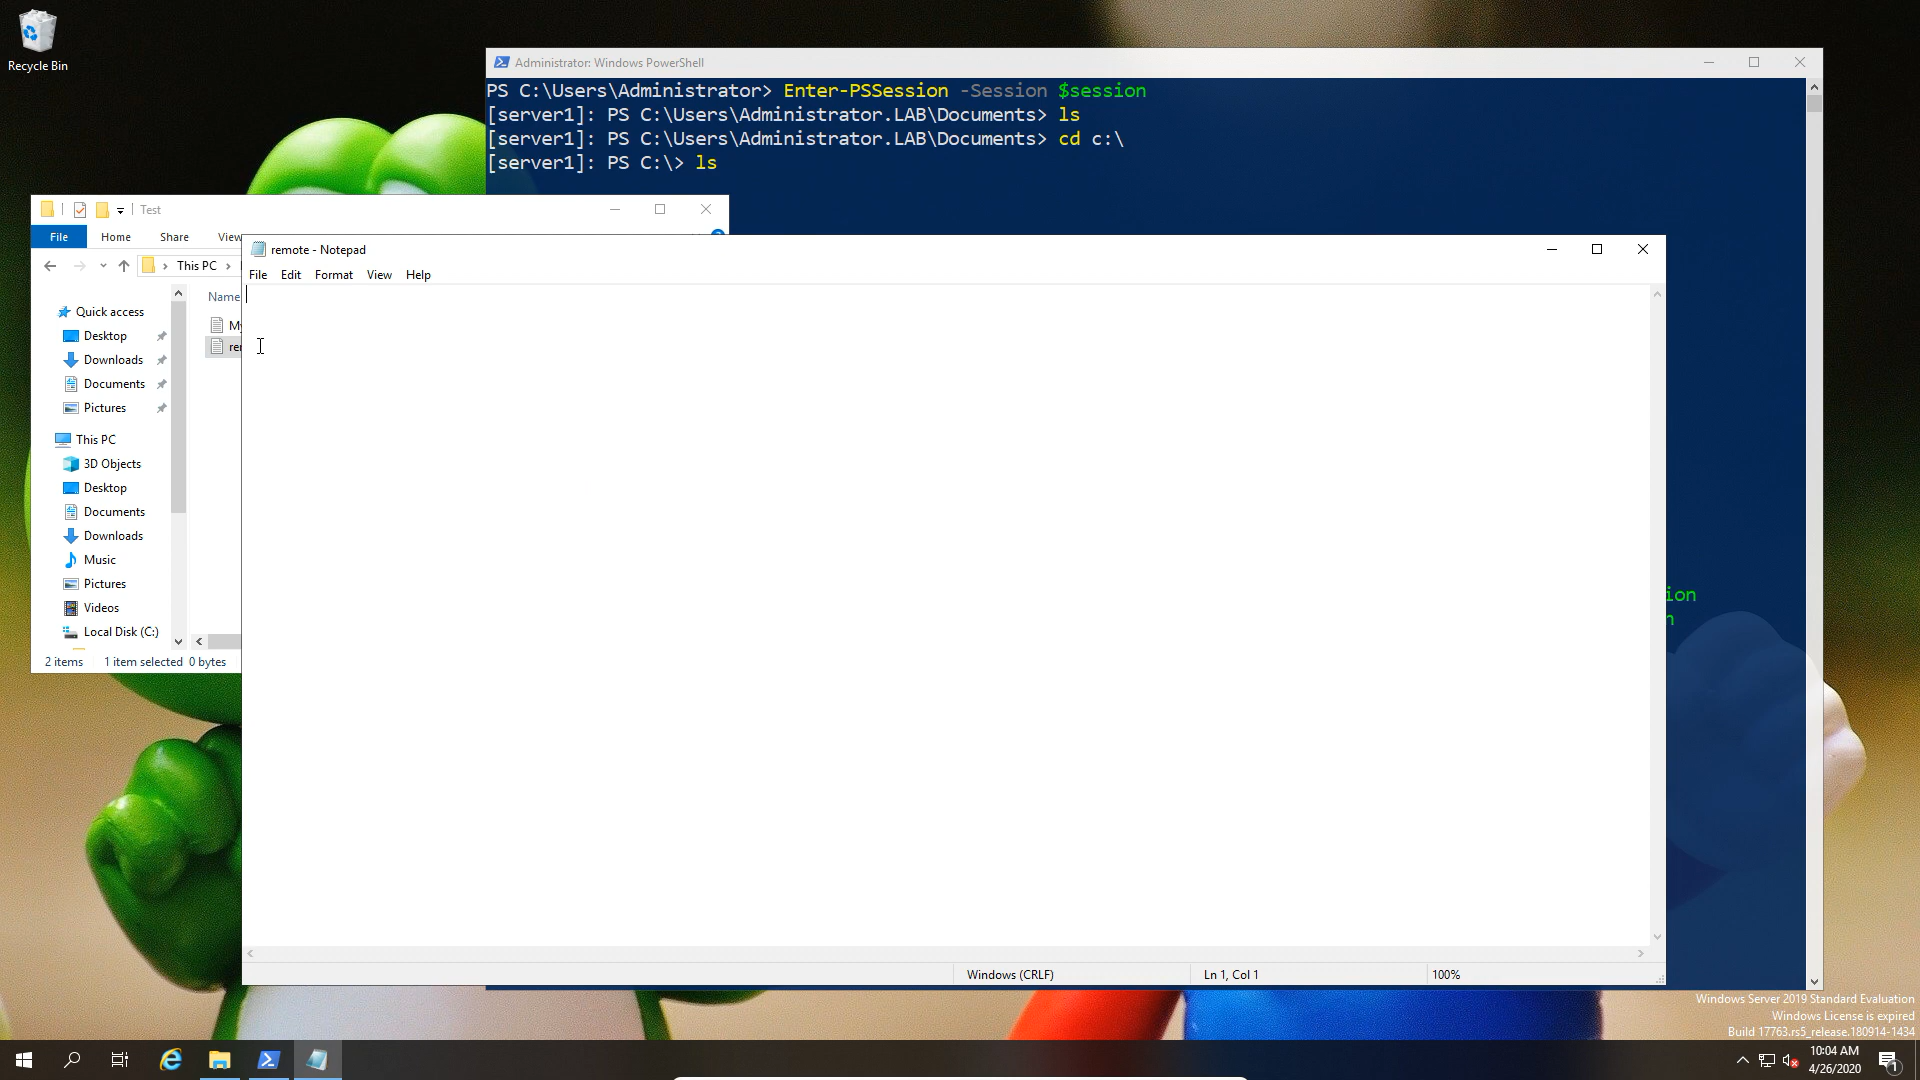 Recycle Bin
Administrator: Windows PowerShell
PS C:\Users\Administrator> Enter-PSSession -Session $session
[server1]: PS C:\Users\Administrator.LAB\Documents> ls
[server1]: PS C:\Users\Administrator.LAB\Documents> cd c:\
[server1]: PS C:\> ls
Test
File Home Share View
This PC
Quick access
Desktop
Downloads
Documents
Pictures
This PC
3D Objects
Desktop
Documents
Downloads
Music
Pictures
Videos
Local Disk (C:)
Name
2 items 1 item selected 0 bytes
remote - Notepad
File Edit Format View Help
Windows (CRLF) Ln 1, Col 1 100%
Windows Server 2019 Standard Evaluation
Windows License is expired
Build 17763.rs5_release.180914-1434
10:04 AM
4/26/2020
1